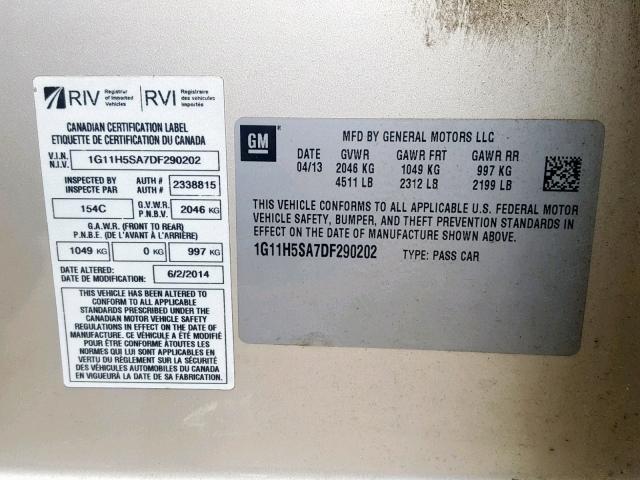 RIV Registrar of Imported Vehicles RVI Registraire des véhicules importés
CANADIAN CERTIFICATION LABEL
ETIQUETTE DE CERTIFICATION DU CANADA
V.I.N. N.I.V. 1G11H5SA7DF290202
INSPECTED BY INSPECTE PAR AUTH # AUTH # 2338815
154C G.V.W.R. P.N.B.V. 2046 KG
G.A.W.R. (FRONT TO REAR)
P.N.B.E. (DE L'AVANT À L'ARRIÈRE)
1049 KG 0 KG 997 KG
DATE ALTERED:
DATE DE MODIFICATION: 6/2/2014
THIS VEHICLE HAS BEEN ALTERED TO
CONFORM TO ALL APPLICABLE
STANDARDS PRESCRIBED UNDER THE
CANADIAN MOTOR VEHICLE SAFETY
REGULATIONS IN EFFECT ON THE DATE OF
MANUFACTURE. CE VÉHICULE A ÉTÉ MODIFIÉ
POUR LE CONFORMER ÀTOUTES LES
NORMES QUI LUI SONT APPLICABLES EN
VERTU DU RÈGLEMENT SUR LA SÉCURITÉ DES
VÉHICULES AUTOMOBILES DU CANADA
EN VIGUEUR À LA DATE
DE SA FABRICATION.
GM
MFD BY GENERAL MOTORS LLC
DATE GVWR GAWR FRT GAWR RR
04/13 2046 KG 1049 KG 997 KG
4511 LB 2312 LB 2199 LB
THIS VEHICLE CONFORMS TO ALL APPLICABLE U.S. FEDERAL MOTOR
VEHICLE SAFETY, BUMPER, AND THEFT PREVENTION STANDARDS IN
EFFECT ON THE DATE OF MANUFACTURE SHOWN ABOVE.
1G11H5SA7DF290202 TYPE: PASS CAR